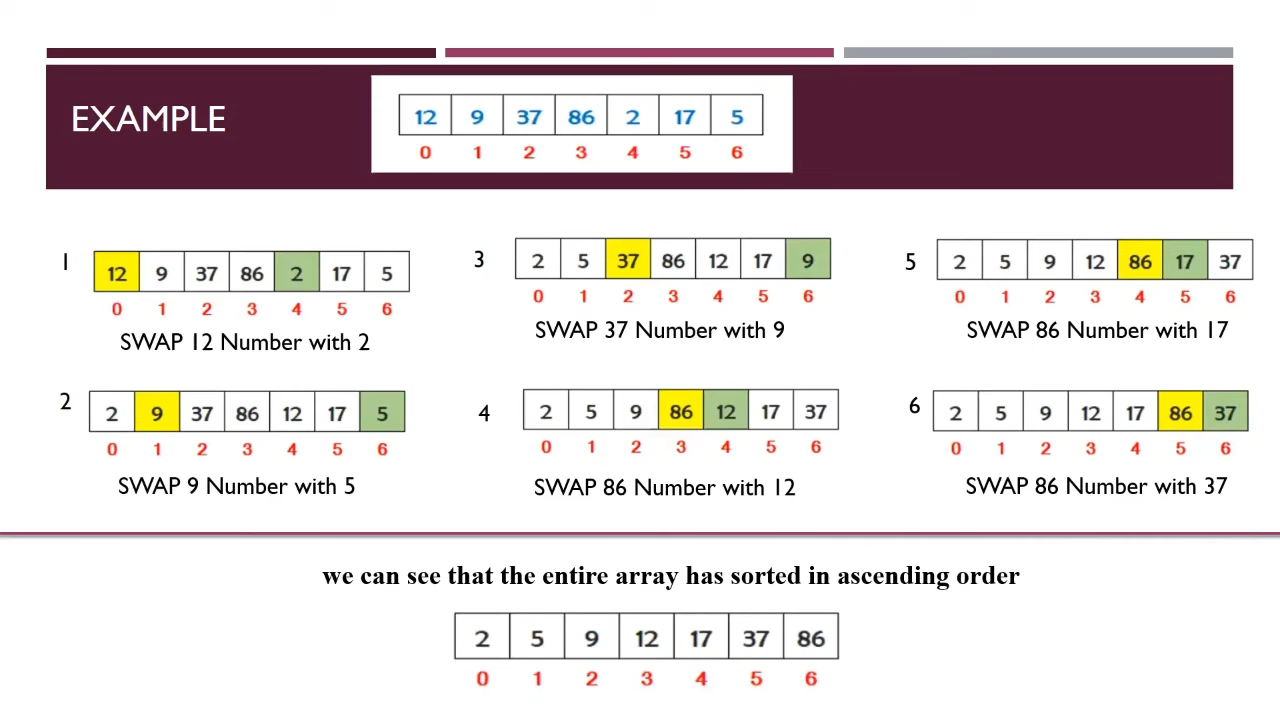 EXAMPLE
12 9 37 86 2 17 5
0 1 2 3 4 5 6
1
12 9 37 86 2 17 5
0 1 2 3 4 5 6
SWAP 12 Number with 2
2
2 9 37 86 12 17 5
0 1 2 3 4 5 6
SWAP 9 Number with 5
3
2 5 37 86 12 17 9
0 1 2 3 4 5 6
SWAP 37 Number with 9
4
2 5 9 86 12 17 37
0 1 2 3 4 5 6
SWAP 86 Number with 12
5
2 5 9 12 86 17 37
0 1 2 3 4 5 6
SWAP 86 Number with 17
6
2 5 9 12 17 86 37
0 1 2 3 4 5 6
SWAP 86 Number with 37
we can see that the entire array has sorted in ascending order
2 5 9 12 17 37 86
0 1 2 3 4 5 6